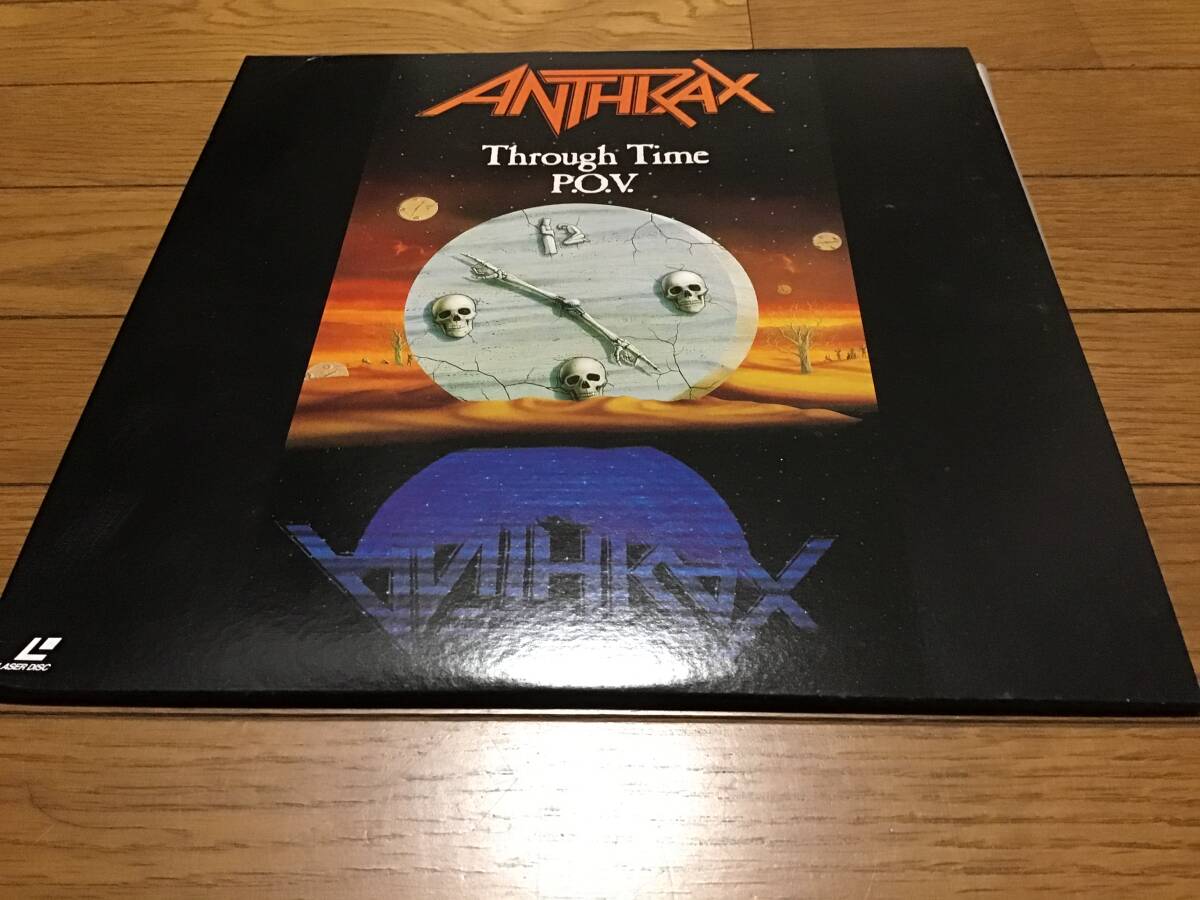 ANTHRAX
Through Time
P.O.V.
12
ANTHRAX
LASER DISC